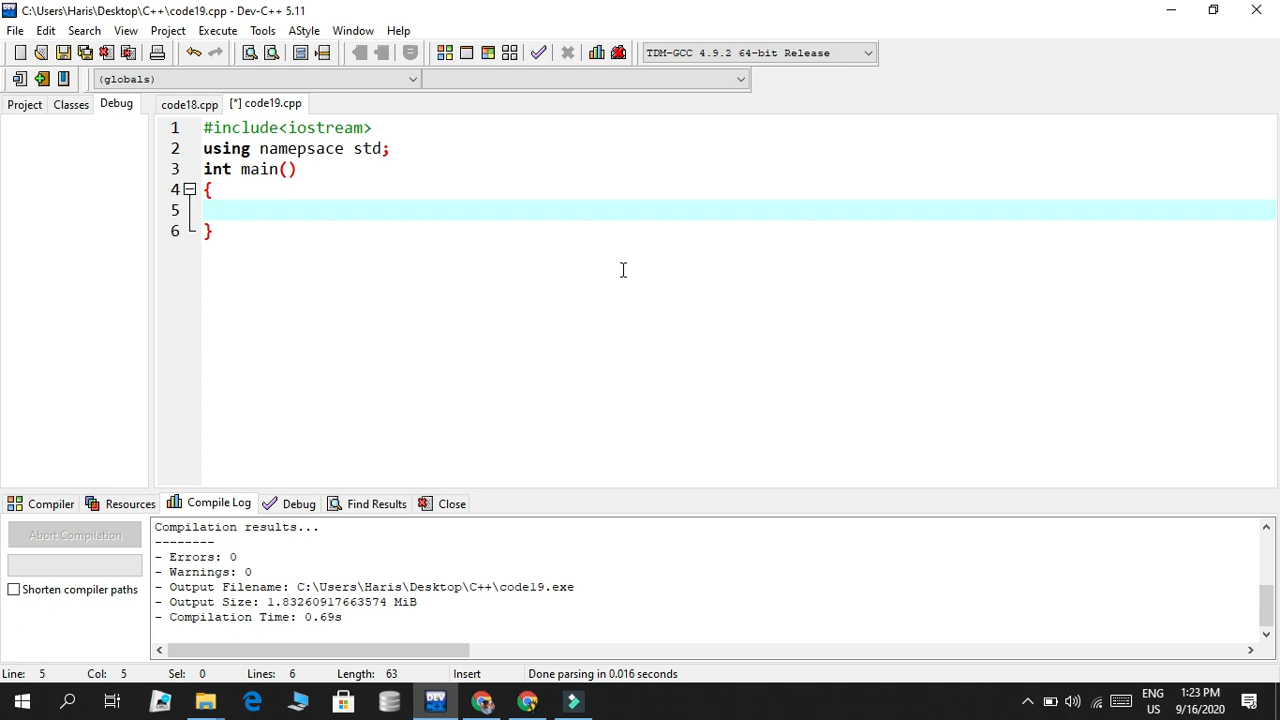 C:\Users\Haris\Desktop\C++\code19.cpp - Dev-C++ 5.11
File Edit Search View Project Execute Tools AStyle Window Help
TDM-GCC 4.9.2 64-bit Release
(globals)
Project Classes Debug code18.cpp [*] code19.cpp
1 #include<iostream>
2 using namepsace std;
3 int main()
4 {
5
6 }
Compiler Resources Compile Log Debug Find Results Close
Abort Compilation
Shorten compiler paths
Compilation results...
--------
- Errors: 0
- Warnings: 0
- Output Filename: C:\Users\Haris\Desktop\C++\code19.exe
- Output Size: 1.83260917663574 MiB
- Compilation Time: 0.69s
Line: 5 Col: 5 Sel: 0 Lines: 6 Length: 63 Insert Done parsing in 0.016 seconds
DEV
ENG
US
1:23 PM
9/16/2020